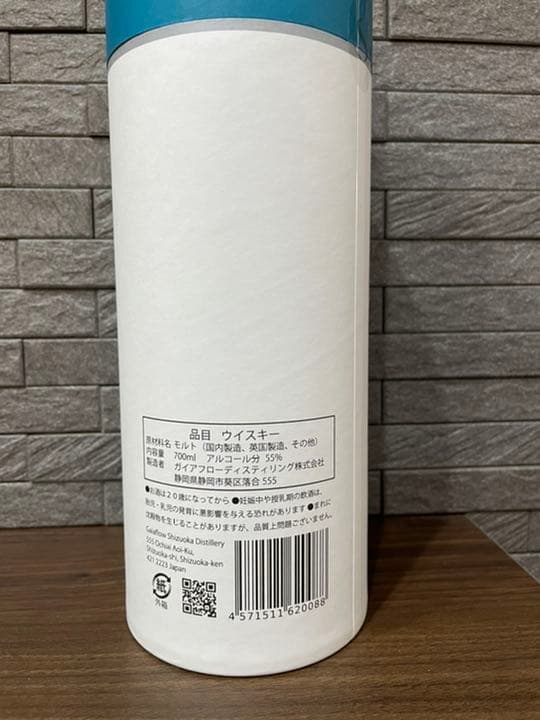 品目 ウイスキー
原材料名 モルト（国内製造、英国製造、その他）
内容量 700ml アルコール分 55%
製造者 ガイアフローディスティリング株式会社
静岡県静岡市葵区落合 555
●お酒は２０歳になってから ●妊娠中や授乳期の飲酒は、
胎児・乳児の発育に悪影響を与える恐れがあります ●まれに
沈殿物を生じることがありますが、品質上問題ございません。
Gaiaflow Shizuoka Distillery
555 Ochiai Aoi-Ku,
Shizuoka-shi, Shizuoka-ken
421 2223 Japan
紙
外箱
4 571511 620088